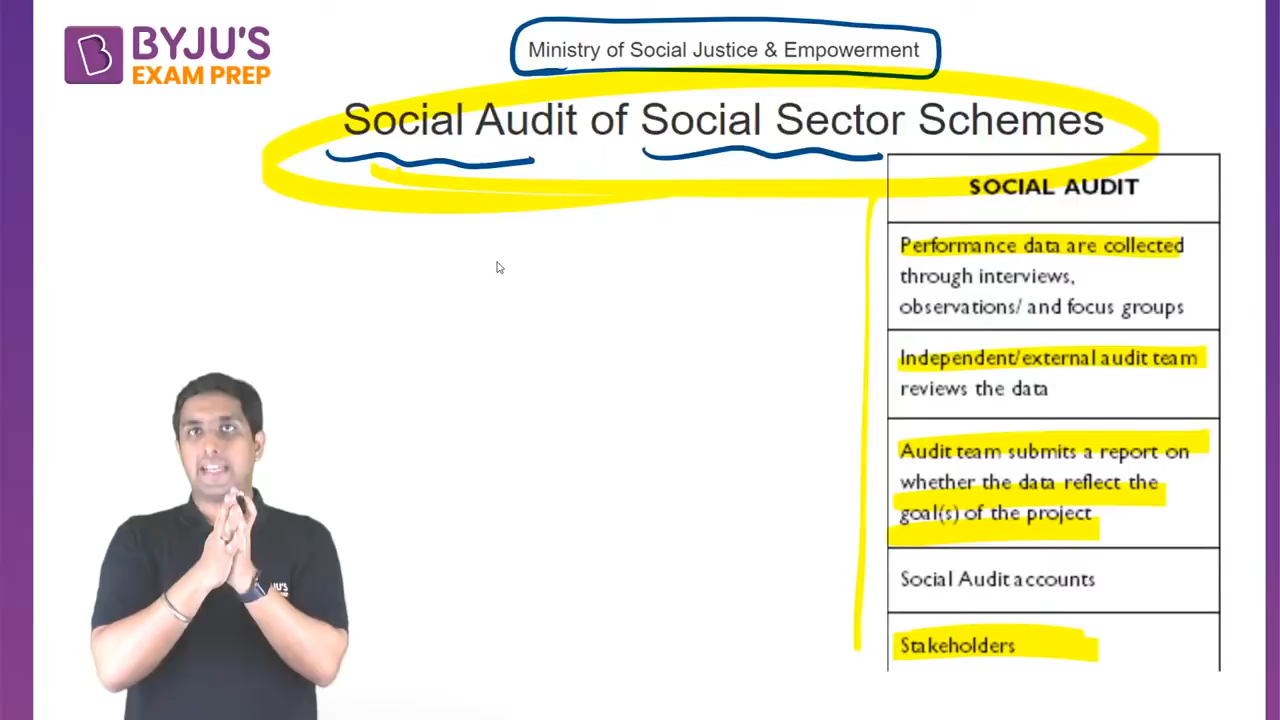 BYJU'S
EXAM PREP
Ministry of Social Justice & Empowerment
Social Audit of Social Sector Schemes
SOCIAL AUDIT
Performance data are collected
through interviews,
observations/ and focus groups
Independent/external audit team
reviews the data
Audit team submits a report on
whether the data reflect the
goal(s) of the project
Social Audit accounts
Stakeholders